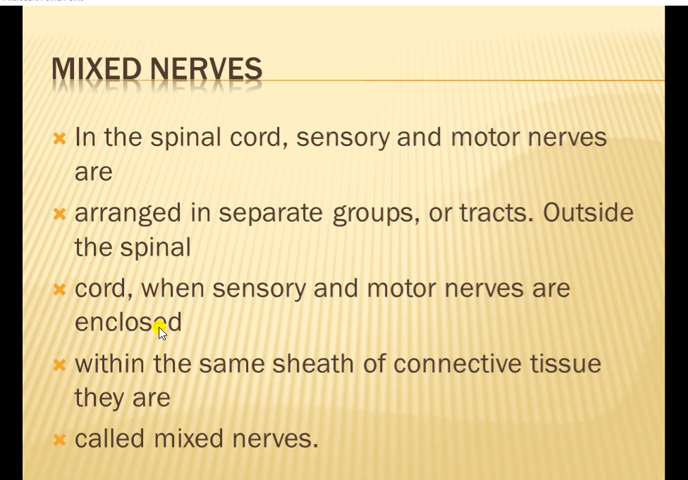 MIXED NERVES
In the spinal cord, sensory and motor nerves
are
arranged in separate groups, or tracts. Outside
the spinal
cord, when sensory and motor nerves are
enclosed
within the same sheath of connective tissue
they are
called mixed nerves.